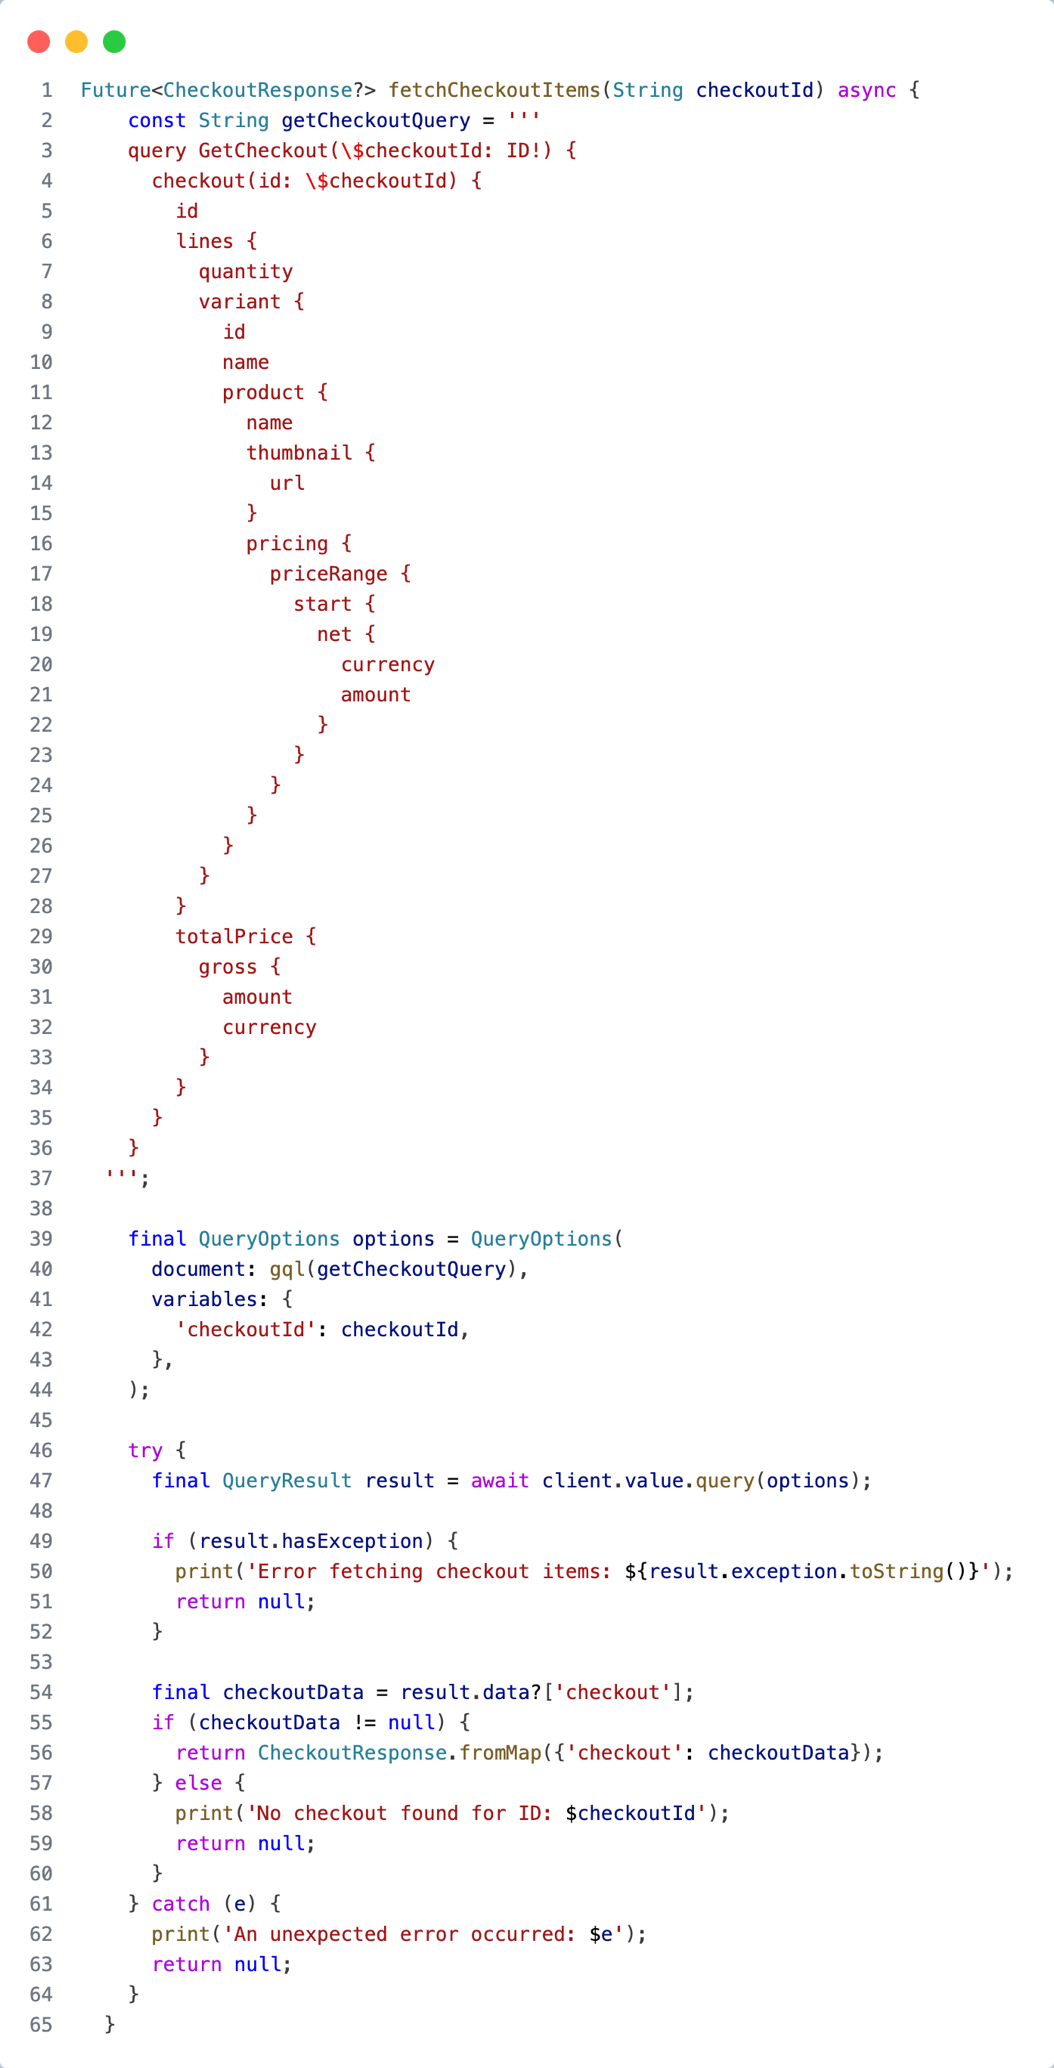 1 Future<CheckoutResponse?> fetchCheckoutItems(String checkoutId) async {
2     const String getCheckoutQuery = '''
3     query GetCheckout(\$checkoutId: ID!) {
4       checkout(id: \$checkoutId) {
5         id
6         lines {
7           quantity
8           variant {
9             id
10             name
11             product {
12               name
13               thumbnail {
14                 url
15               }
16               pricing {
17                 priceRange {
18                   start {
19                     net {
20                       currency
21                       amount
22                     }
23                   }
24                 }
25               }
26             }
27           }
28         }
29         totalPrice {
30           gross {
31             amount
32             currency
33           }
34         }
35       }
36     }
37   ''';
38
39     final QueryOptions options = QueryOptions(
40       document: gql(getCheckoutQuery),
41       variables: {
42         'checkoutId': checkoutId,
43       },
44     );
45
46     try {
47       final QueryResult result = await client.value.query(options);
48
49       if (result.hasException) {
50         print('Error fetching checkout items: ${result.exception.toString()}');
51         return null;
52       }
53
54       final checkoutData = result.data?['checkout'];
55       if (checkoutData != null) {
56         return CheckoutResponse.fromMap({'checkout': checkoutData});
57       } else {
58         print('No checkout found for ID: $checkoutId');
59         return null;
60       }
61     } catch (e) {
62       print('An unexpected error occurred: $e');
63       return null;
64     }
65   }